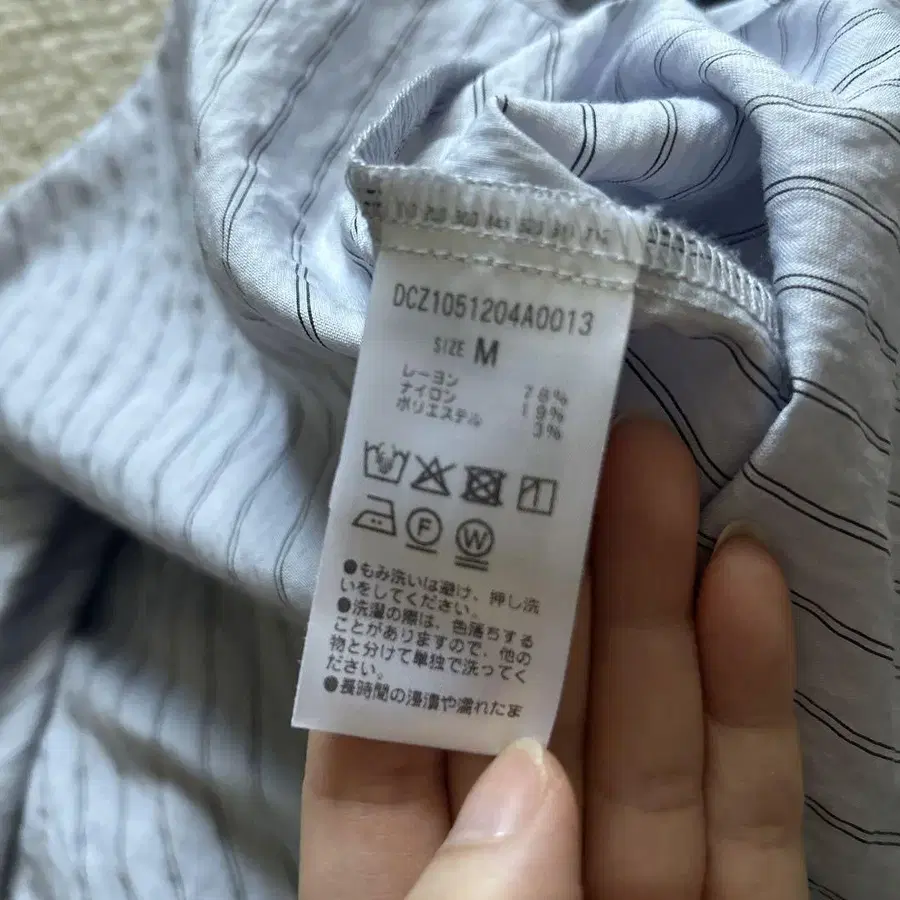 DCZ1051204A0013
SIZE M
レーヨン 78%
ナイロン 19%
ポリエステル 3%
F W
●もみ洗いは避け、押し洗
いをしてください。
●洗濯の際は、色落ちする
ことがありますので、他の
物と分けて単独で洗ってく
ださい。
●長時間の浸漬や濡れたま